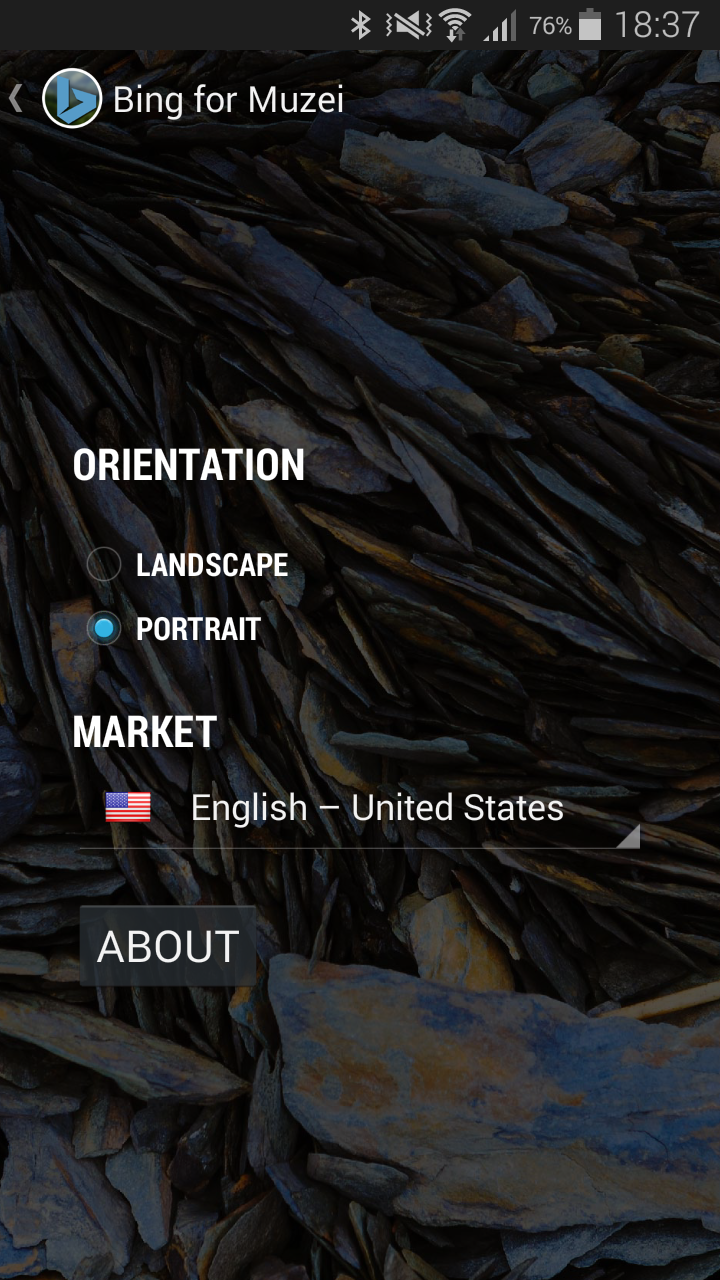 76% 18:37
Bing for Muzei
ORIENTATION
LANDSCAPE
PORTRAIT
MARKET
English – United States
ABOUT